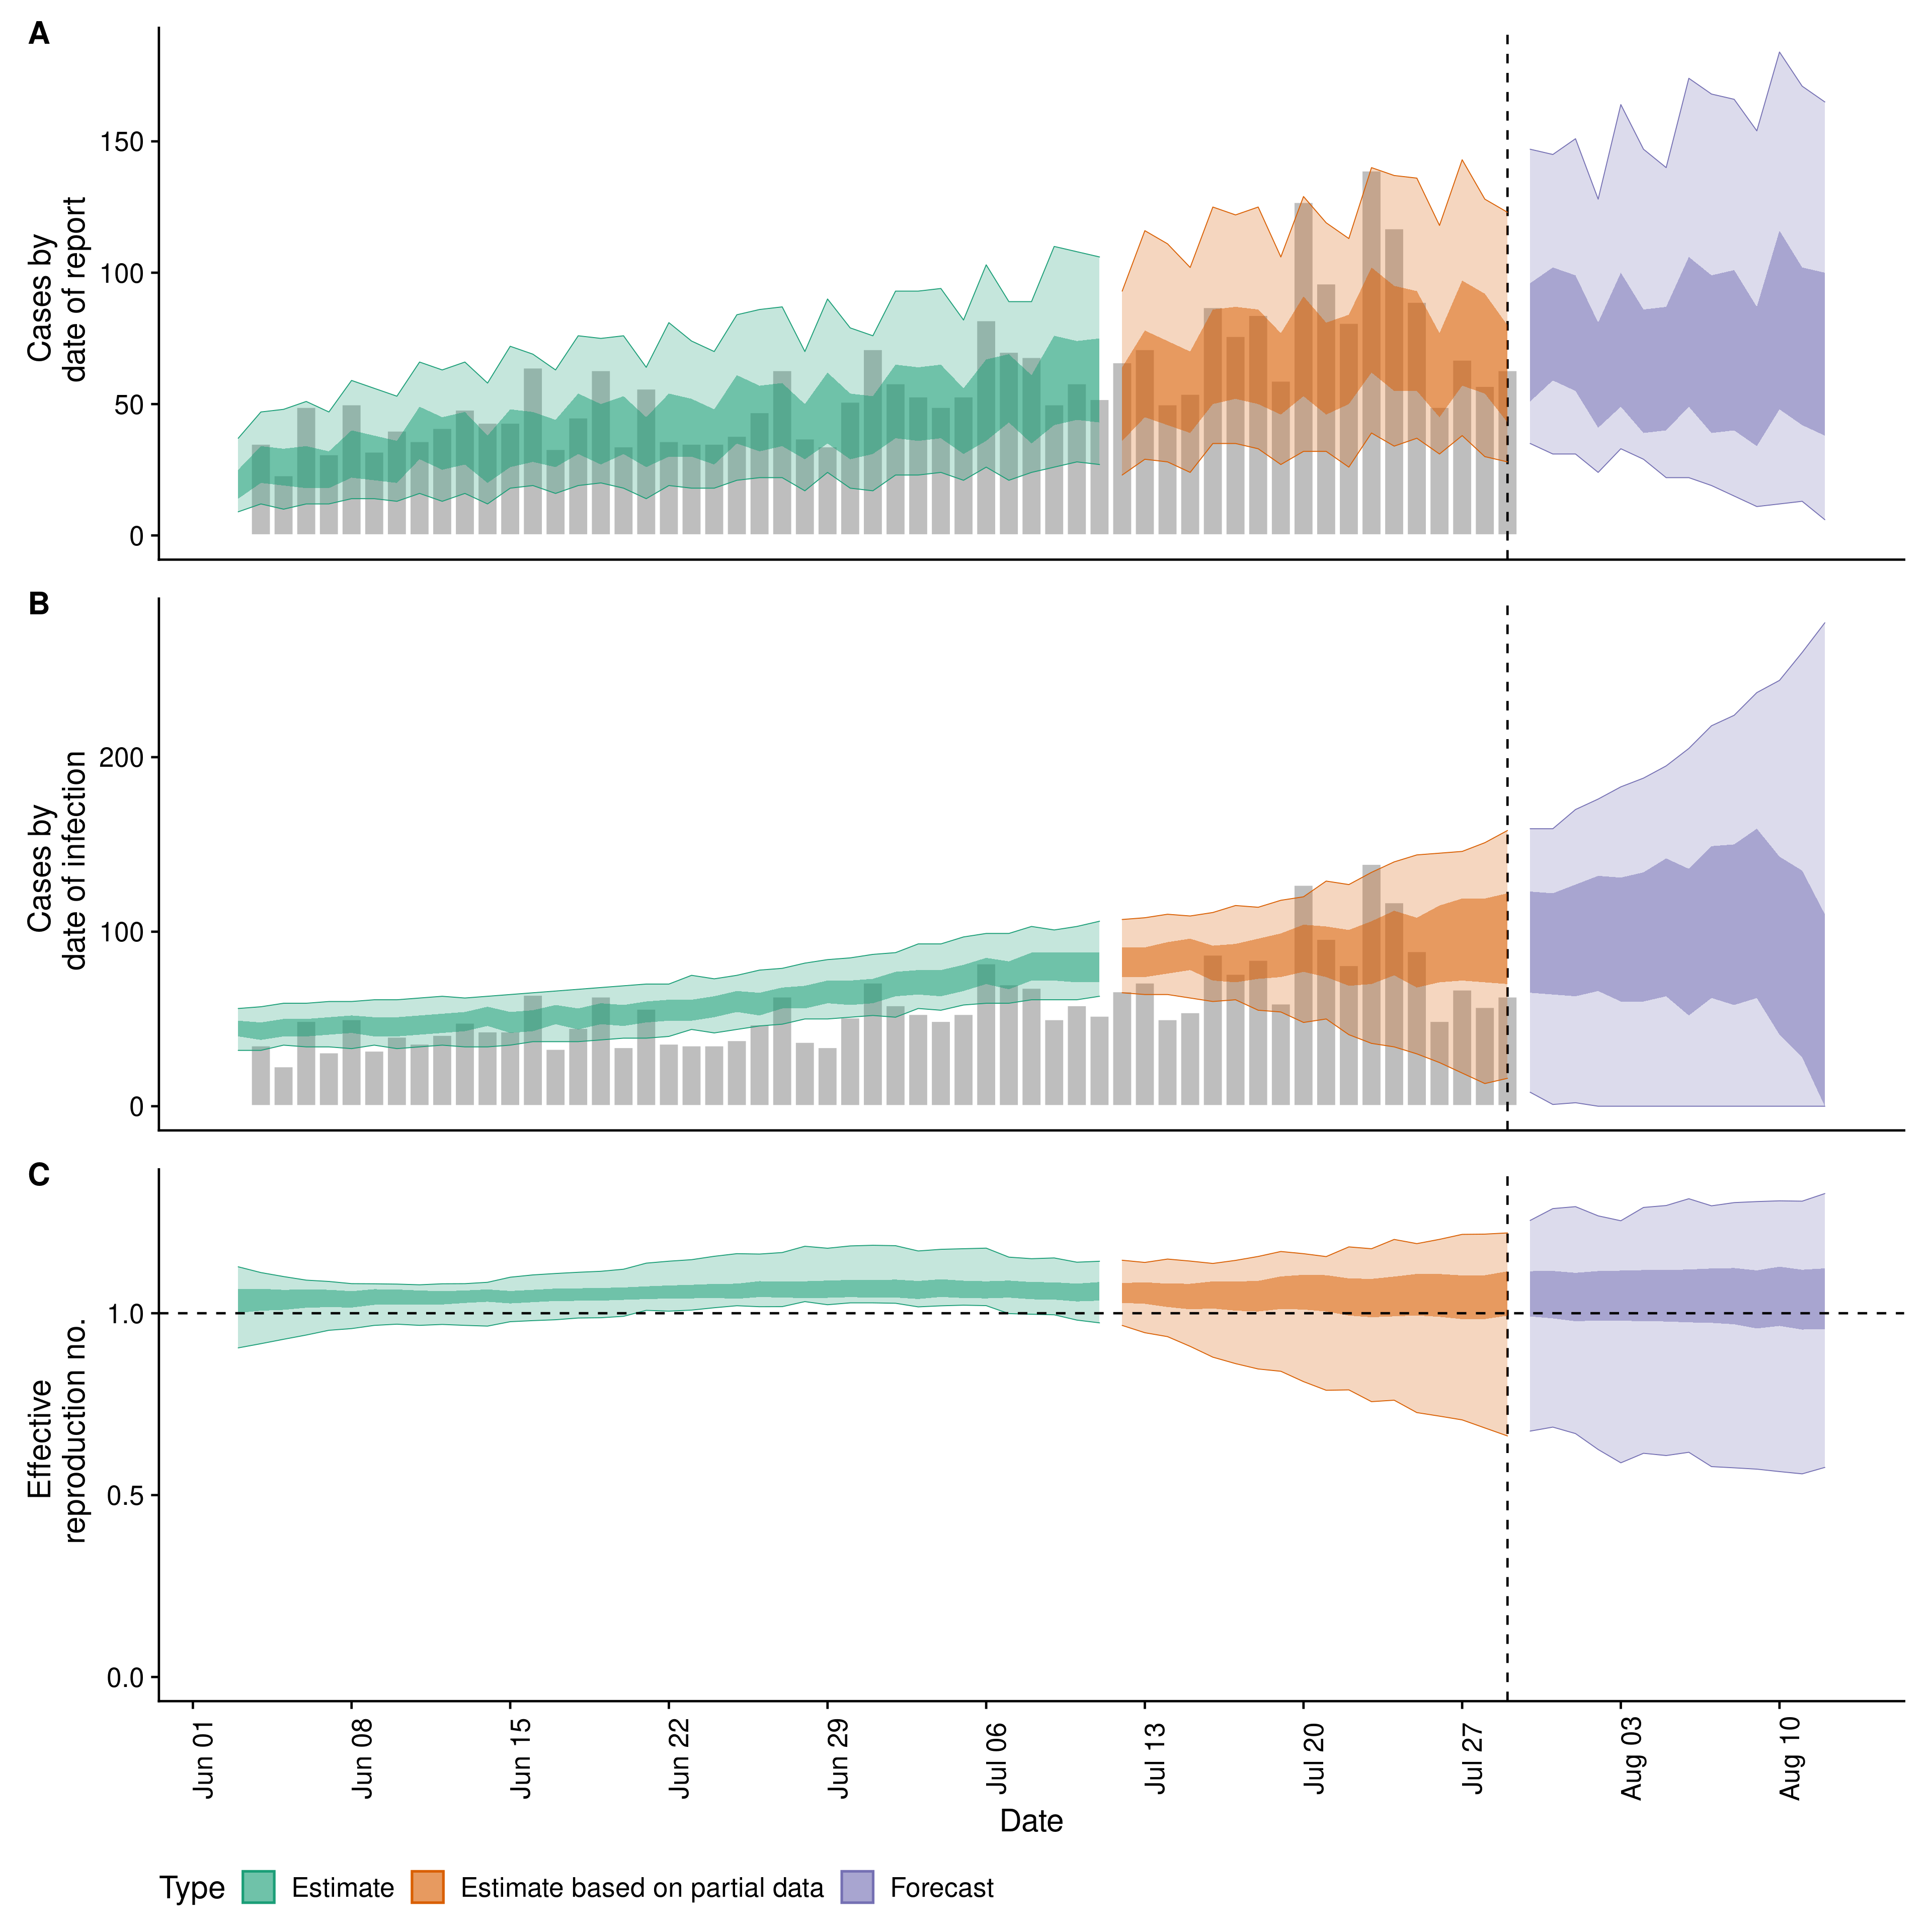 A
Cases by
date of report
150
100
50
0
B
Cases by
date of infection
200
100
0
C
Effective
reproduction no.
1.0
0.5
0.0
Jun 01
Jun 08
Jun 15
Jun 22
Jun 29
Jul 06
Jul 13
Jul 20
Jul 27
Aug 03
Aug 10
Date
Type Estimate Estimate based on partial data Forecast